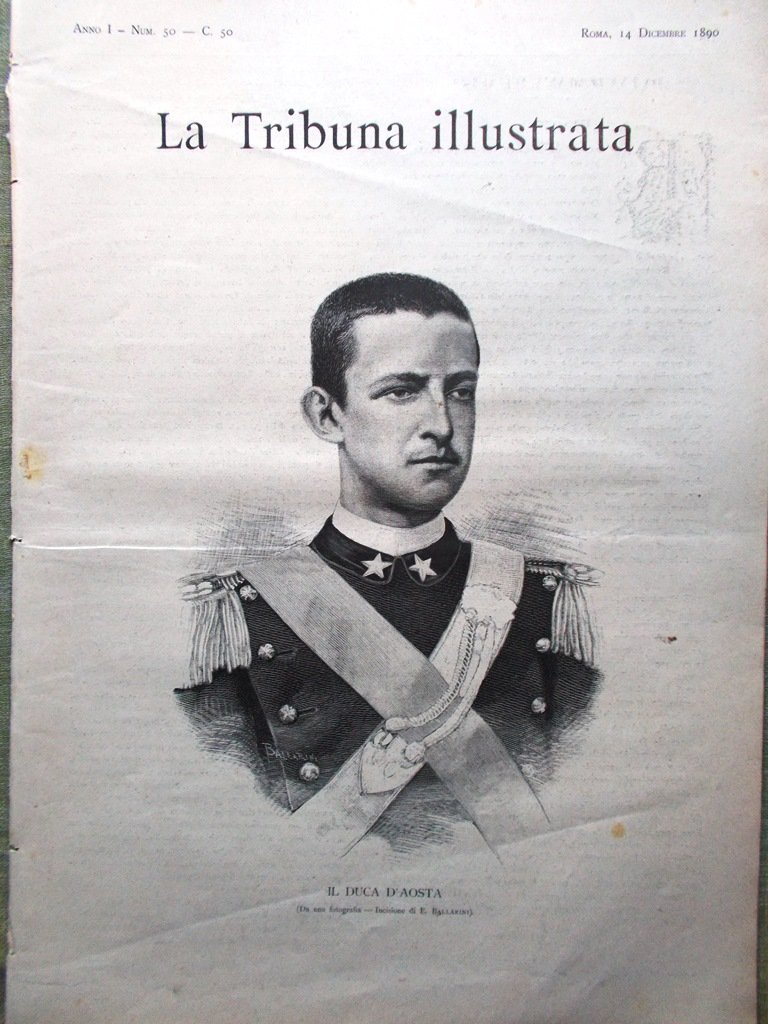 Anno I – Num. 50 — C. 50
Roma, 14 Dicembre 1890
La Tribuna illustrata
Ballarini
IL DUCA D'AOSTA
(Da una fotografia — Incisione di E. Ballarini).